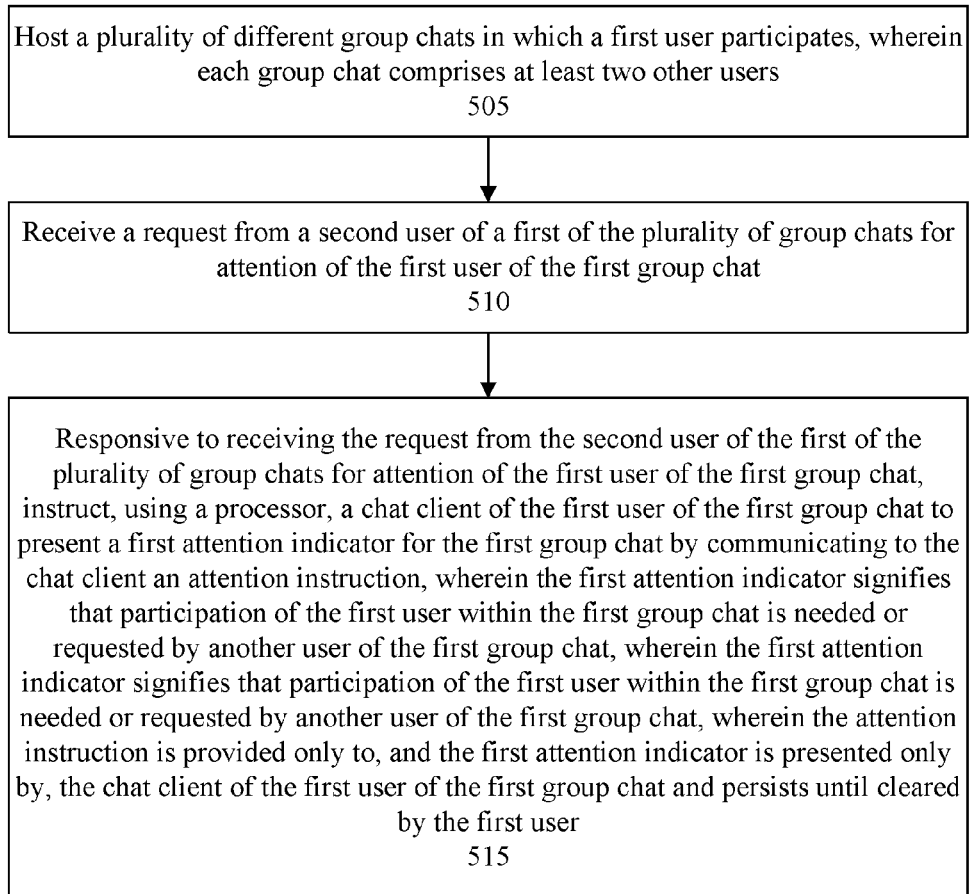 Host a plurality of different group chats in which a first user participates, wherein
each group chat comprises at least two other users
505
Receive a request from a second user of a first of the plurality of group chats for
attention of the first user of the first group chat
510
Responsive to receiving the request from the second user of the first of the
plurality of group chats for attention of the first user of the first group chat,
instruct, using a processor, a chat client of the first user of the first group chat to
present a first attention indicator for the first group chat by communicating to the
chat client an attention instruction, wherein the first attention indicator signifies
that participation of the first user within the first group chat is needed or
requested by another user of the first group chat, wherein the first attention
indicator signifies that participation of the first user within the first group chat is
needed or requested by another user of the first group chat, wherein the attention
instruction is provided only to, and the first attention indicator is presented only
by, the chat client of the first user of the first group chat and persists until cleared
by the first user
515